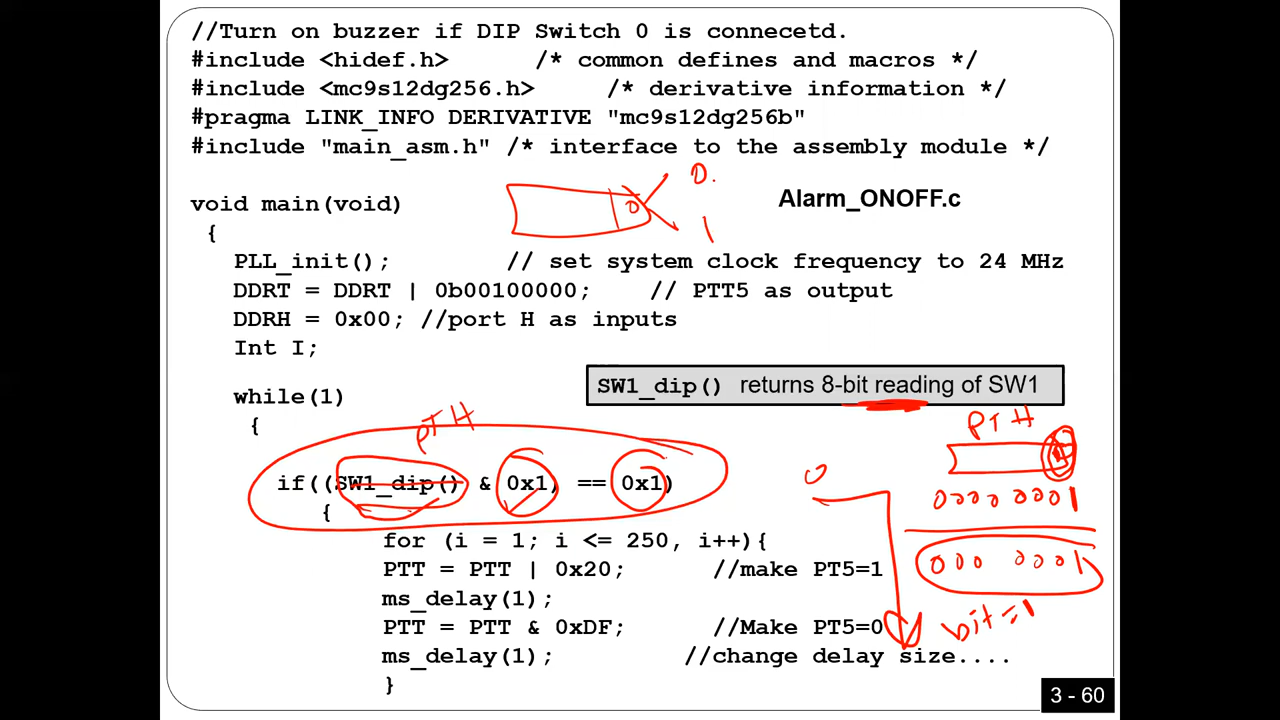 //Turn on buzzer if DIP Switch 0 is connecetd.
#include <hidef.h> /* common defines and macros */
#include <mc9s12dg256.h> /* derivative information */
#pragma LINK_INFO DERIVATIVE "mc9s12dg256b"
#include "main_asm.h" /* interface to the assembly module */
0.
void main(void)
Alarm_ONOFF.c
0
1
{
PLL_init(); // set system clock frequency to 24 MHz
DDRT = DDRT | 0b00100000; // PTT5 as output
DDRH = 0x00; //port H as inputs
Int I;
SW1_dip() returns 8-bit reading of SW1
while(1)
{
PTH
PTH
if((SW1_dip() & 0x1) == 0x1)
0
0000 0001
{
for (i = 1; i <= 250, i++){
000 0001
PTT = PTT | 0x20; //make PT5=1
ms_delay(1);
bit=1
PTT = PTT & 0xDF; //Make PT5=0
ms_delay(1); //change delay size....
}
3 - 60